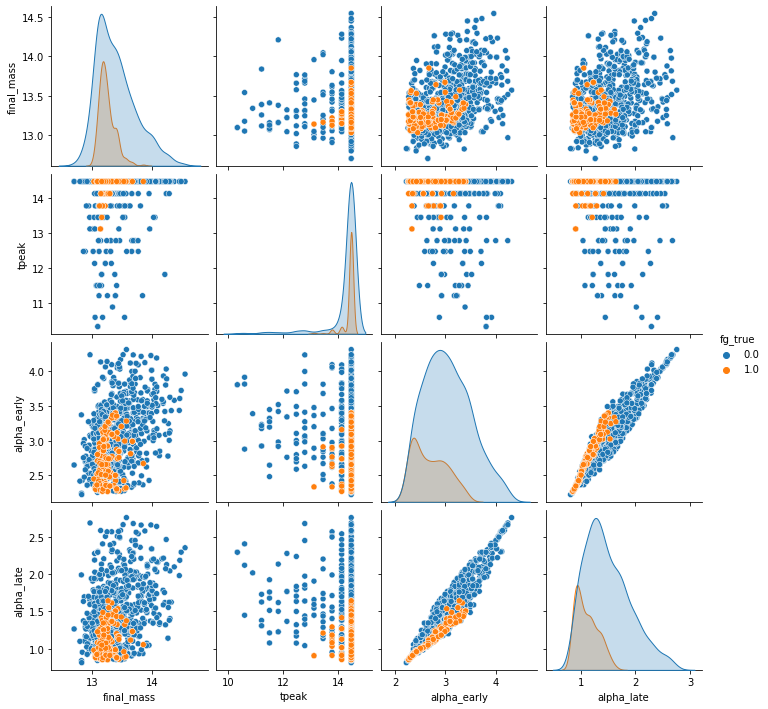 14.5
14.0
13.5
13.0
final_mass
14
13
12
11
tpeak
fg_true
0.0
1.0
4.0
3.5
3.0
2.5
alpha_early
2.5
2.0
1.5
1.0
alpha_late
13 14
10 12 14
2 3 4
1 2 3
final_mass
tpeak
alpha_early
alpha_late